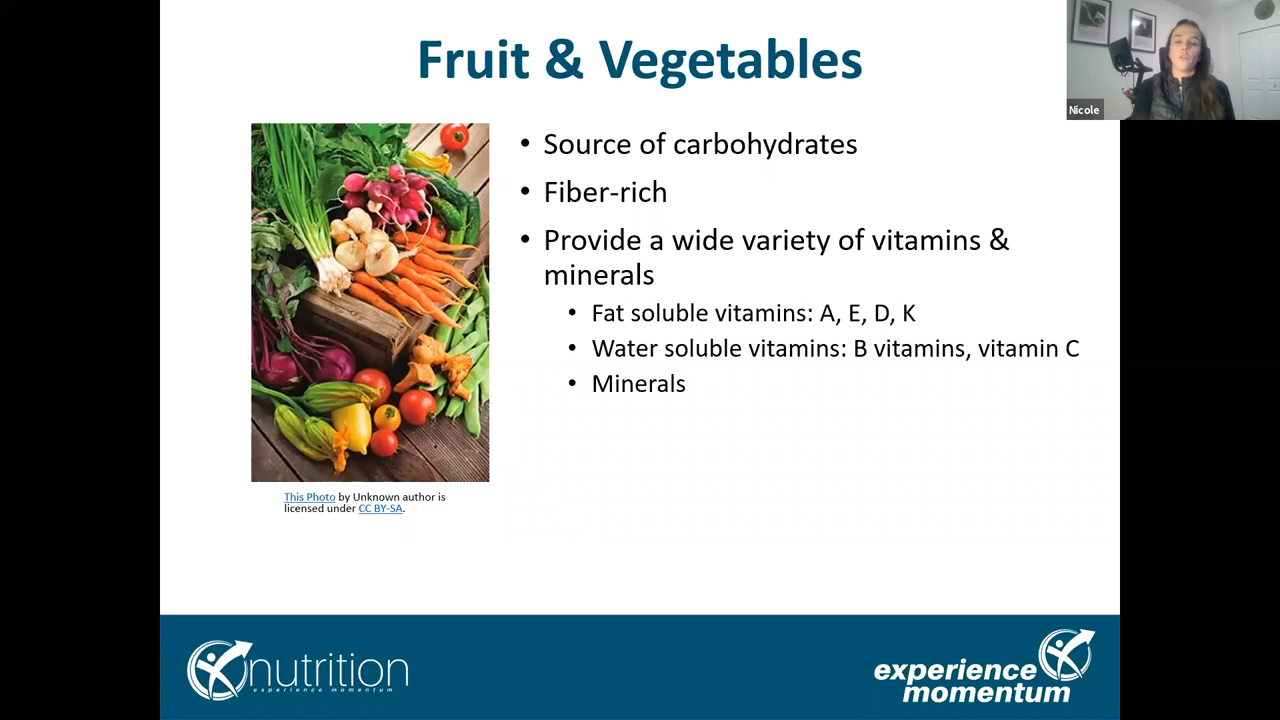 Fruit & Vegetables
Nicole
• Source of carbohydrates
• Fiber-rich
• Provide a wide variety of vitamins &
minerals
• Fat soluble vitamins: A, E, D, K
• Water soluble vitamins: B vitamins, vitamin C
• Minerals
This Photo by Unknown author is
licensed under CC BY-SA.
nutrition
experience momentum
experience
momentum